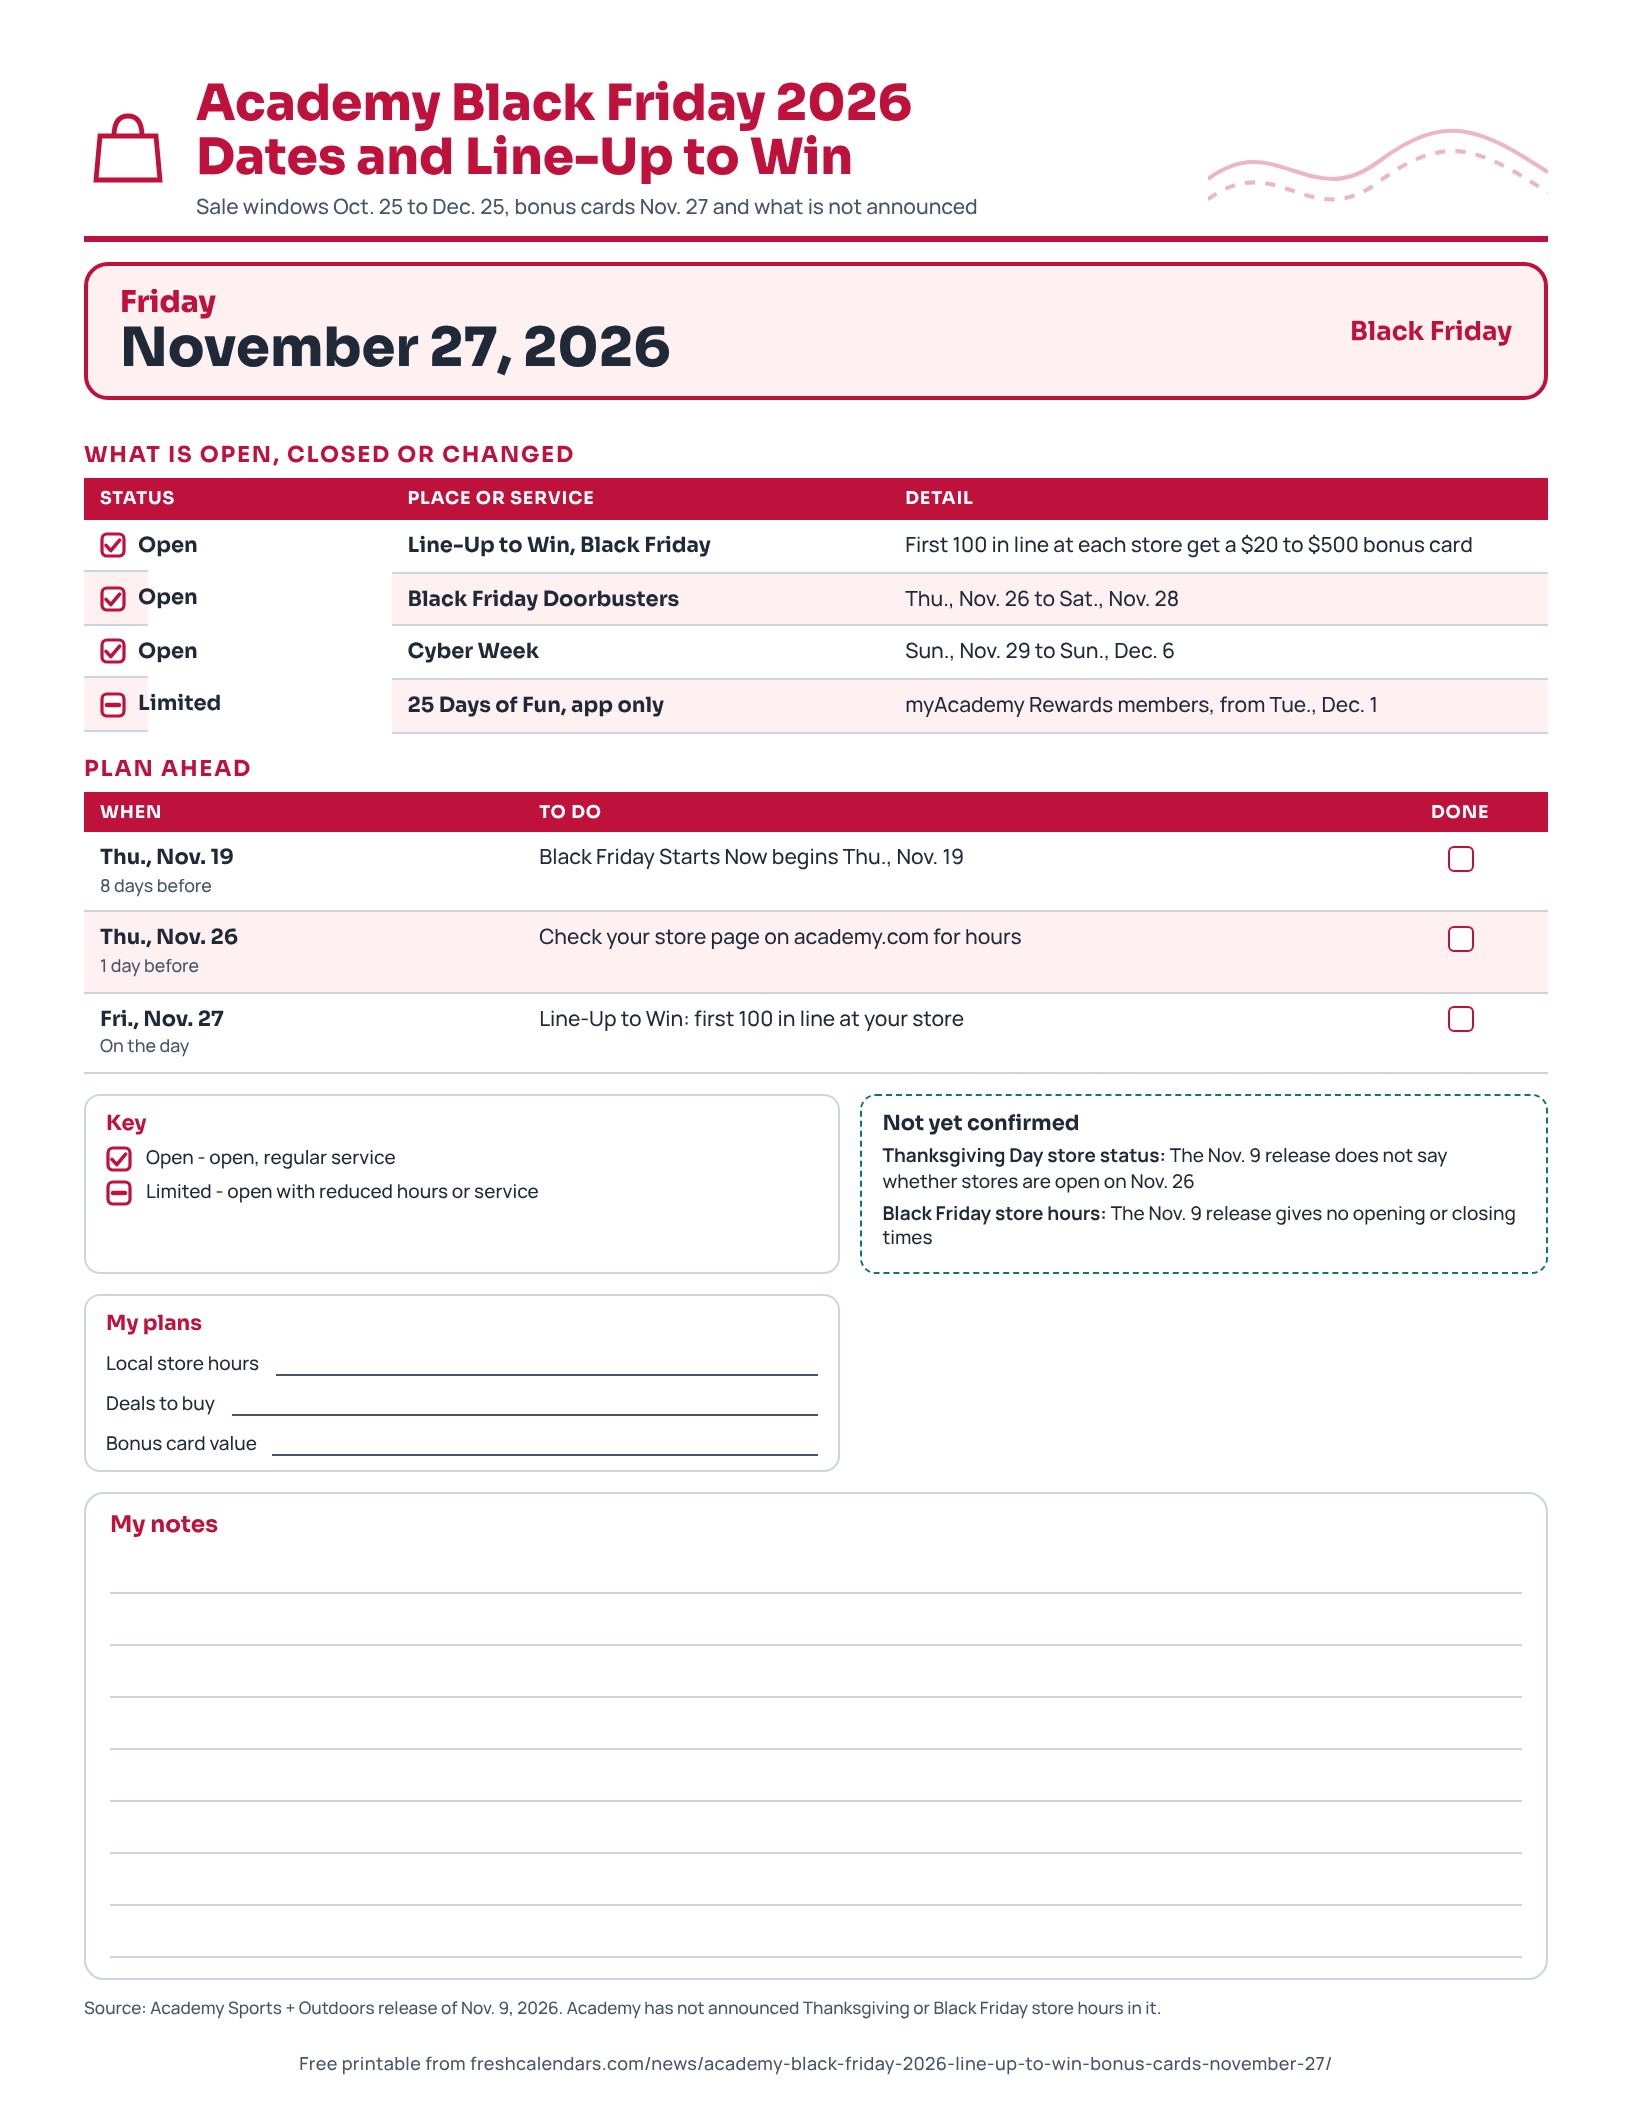 Academy Black Friday 2026
Dates and Line-Up to Win
Sale windows Oct. 25 to Dec. 25, bonus cards Nov. 27 and what is not announced
Friday
November 27, 2026
Black Friday
WHAT IS OPEN, CLOSED OR CHANGED
STATUS PLACE OR SERVICE DETAIL
Open Line-Up to Win, Black Friday First 100 in line at each store get a $20 to $500 bonus card
Open Black Friday Doorbusters Thu., Nov. 26 to Sat., Nov. 28
Open Cyber Week Sun., Nov. 29 to Sun., Dec. 6
Limited 25 Days of Fun, app only myAcademy Rewards members, from Tue., Dec. 1
PLAN AHEAD
WHEN TO DO DONE
Thu., Nov. 19 Black Friday Starts Now begins Thu., Nov. 19
8 days before
Thu., Nov. 26 Check your store page on academy.com for hours
1 day before
Fri., Nov. 27 Line-Up to Win: first 100 in line at your store
On the day
Key
Open - open, regular service
Limited - open with reduced hours or service
Not yet confirmed
Thanksgiving Day store status: The Nov. 9 release does not say
whether stores are open on Nov. 26
Black Friday store hours: The Nov. 9 release gives no opening or closing
times
My plans
Local store hours
Deals to buy
Bonus card value
My notes
Source: Academy Sports + Outdoors release of Nov. 9, 2026. Academy has not announced Thanksgiving or Black Friday store hours in it.
Free printable from freshcalendars.com/news/academy-black-friday-2026-line-up-to-win-bonus-cards-november-27/